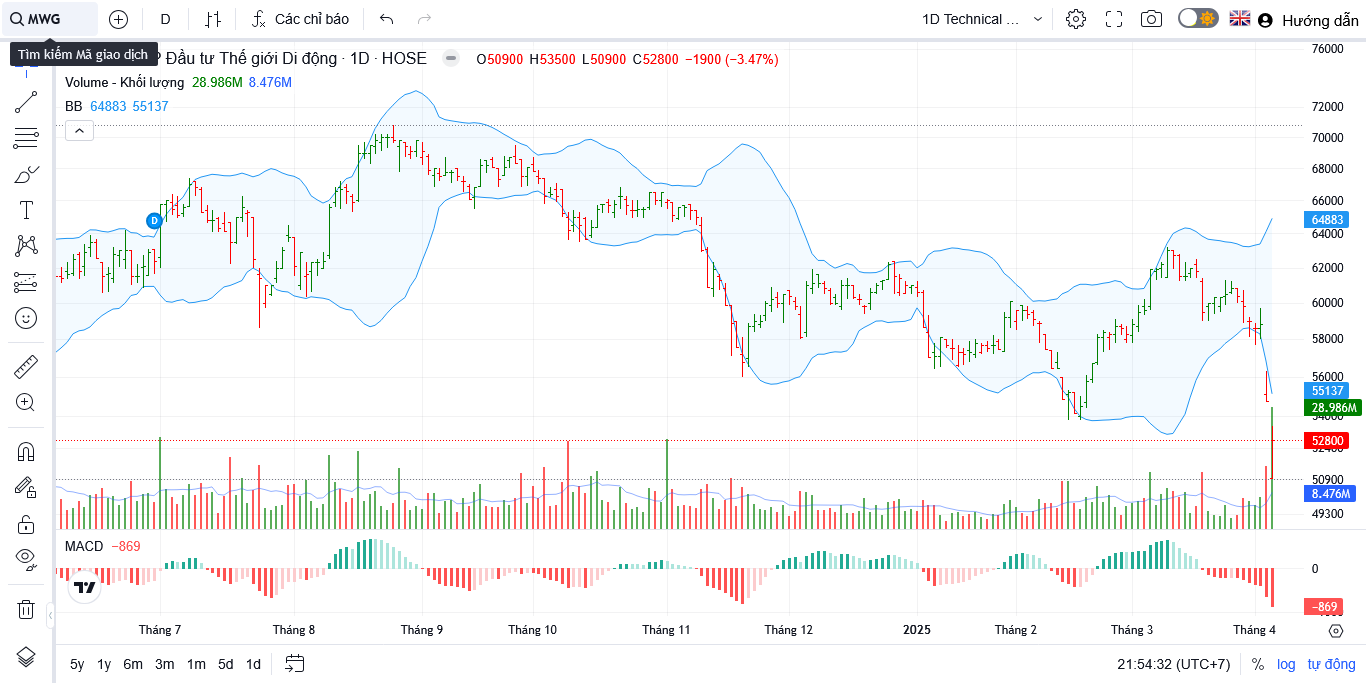 MWG D Các chỉ báo 1D Technical ... Hướng dẫn
Tìm kiếm Mã giao dịch
P Đầu tư Thế giới Di động · 1D · HOSE O50900 H53500 L50900 C52800 −1900 (−3.47%)
Volume - Khối lượng 28.986M 8.476M
BB 64883 55137
D
76000
72000
70000
68000
66000
64883
64000
62000
60000
58000
56000
55137
28.986M
54000
52800
52400
50900
8.476M
49300
MACD −869
0
−869
Tháng 7 Tháng 8 Tháng 9 Tháng 10 Tháng 11 Tháng 12 2025 Tháng 2 Tháng 3 Tháng 4
5y 1y 6m 3m 1m 5d 1d 21:54:32 (UTC+7) % log tự động